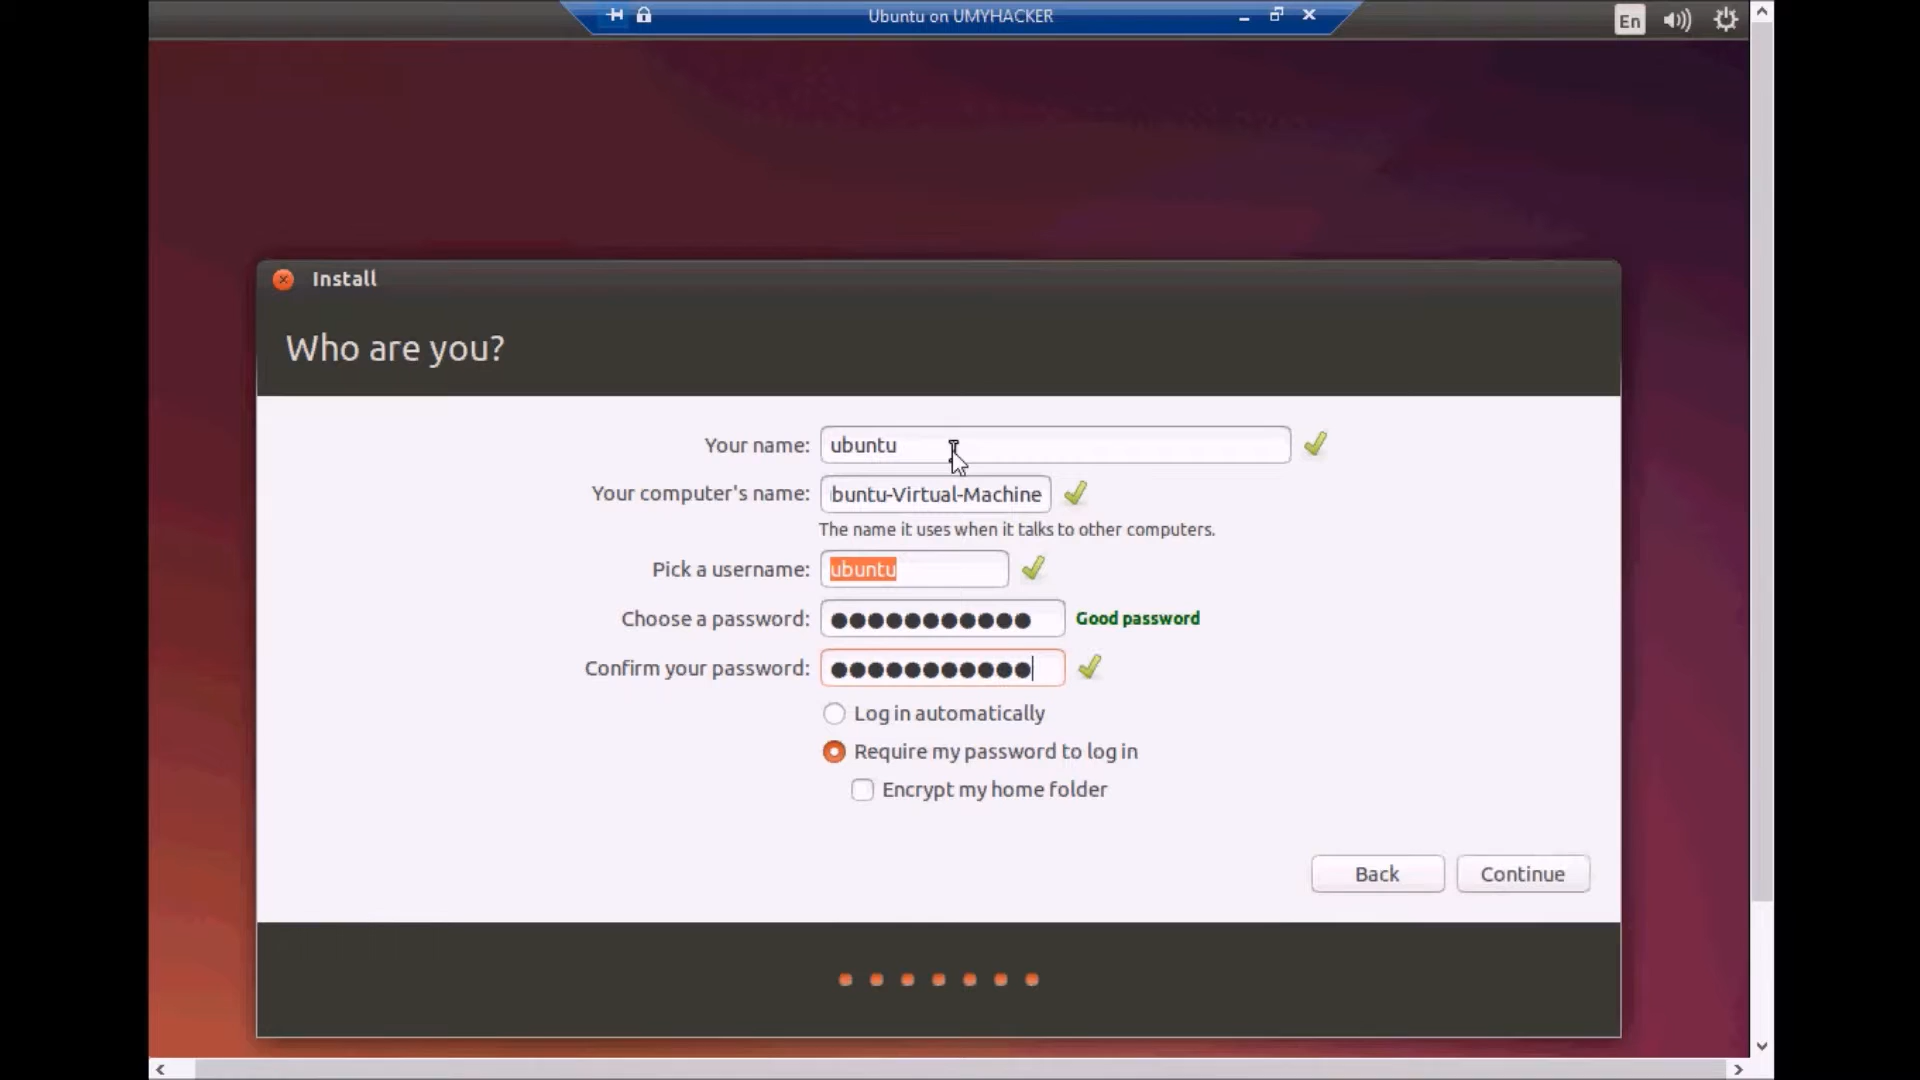 Ubuntu on UMYHACKER
En
Install
Who are you?
Your name: ubuntu
Your computer's name: buntu-Virtual-Machine
The name it uses when it talks to other computers.
Pick a username: ubuntu
Choose a password: ●●●●●●●●●●● Good password
Confirm your password: ●●●●●●●●●●●
Log in automatically
Require my password to log in
Encrypt my home folder
Back Continue